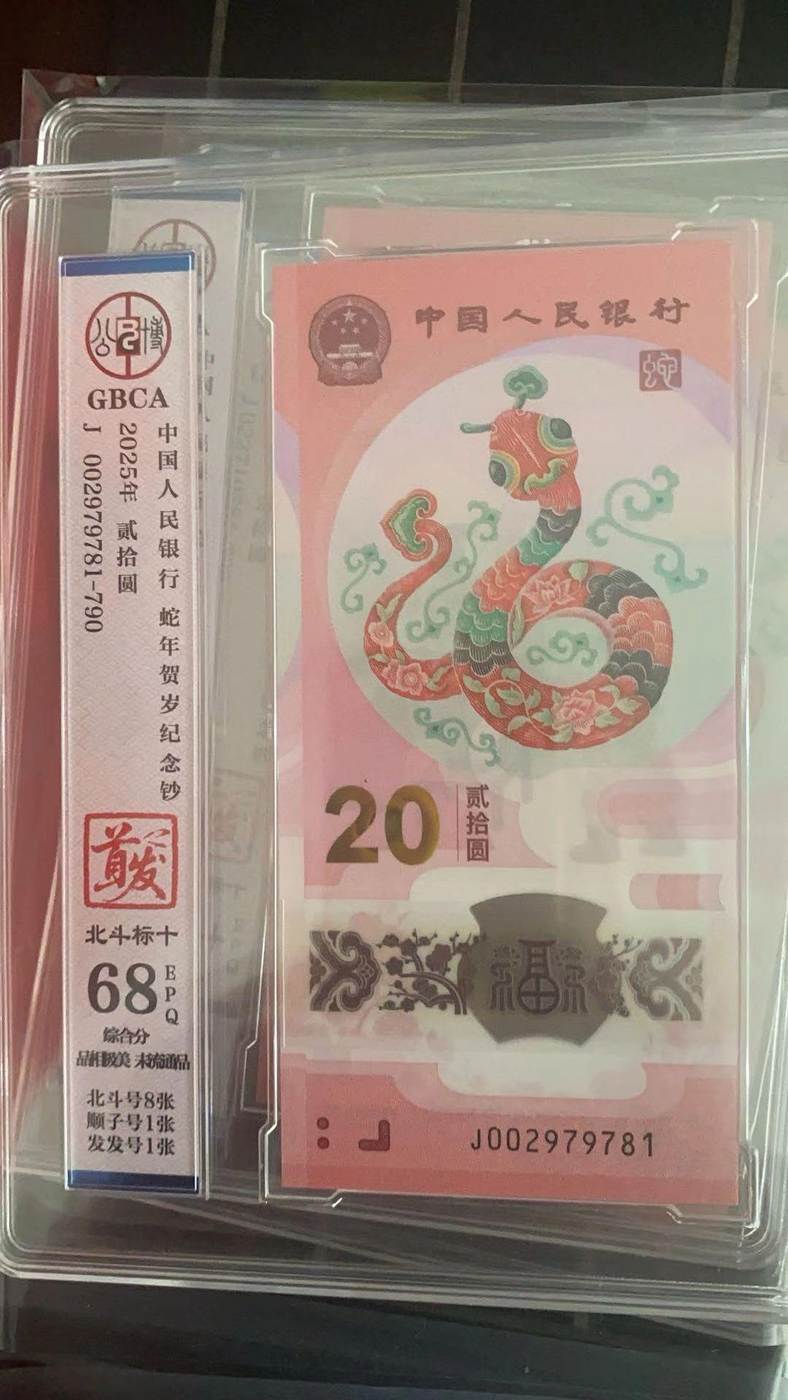 公博
GBCA
中国人民银行 蛇年贺岁纪念钞
2025年 贰拾圆
J 002979781-790
首发
北斗标十
68 EPQ
综合分
品相极美 未流通品
北斗号8张
顺子号1张
发发号1张
中国人民银行
蛇
20 贰拾圆
福
J002979781